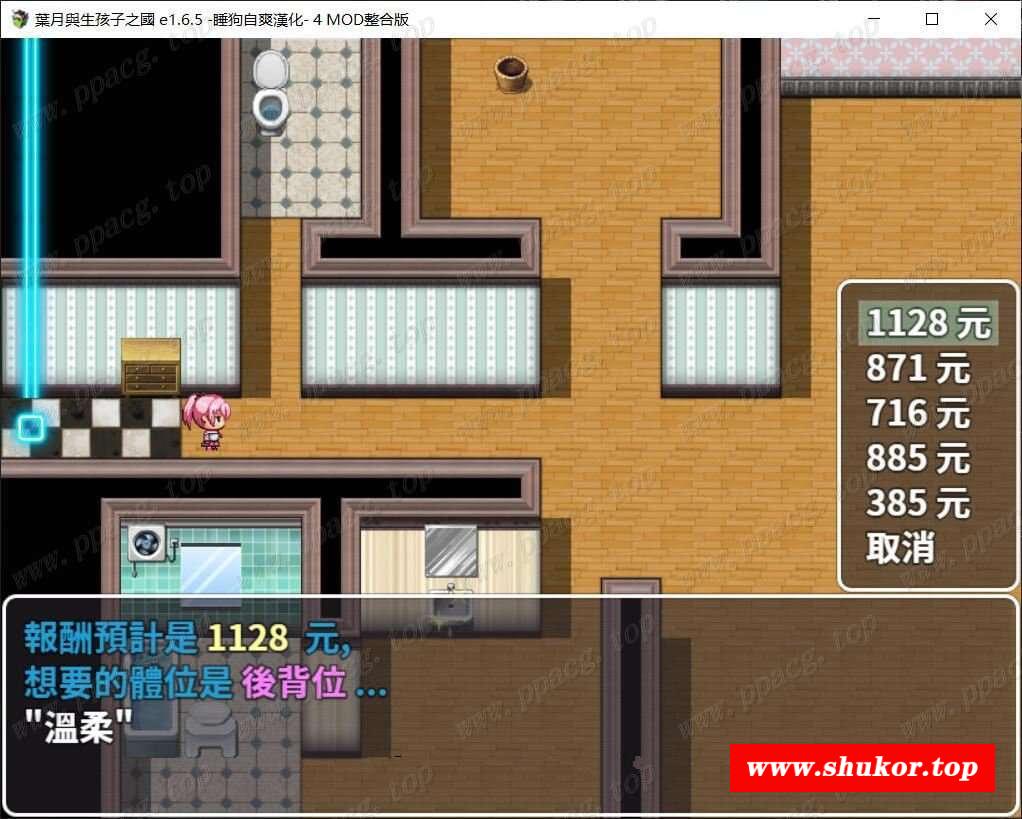 葉月與生孩子之國 e1.6.5 -睡狗自爽漢化- 4 MOD整合版
1128 元
871 元
716 元
885 元
385 元
取消
報酬預計是 1128 元,
想要的體位是 後背位 ...
"溫柔"
www.shukor.top
www.ppacg.top